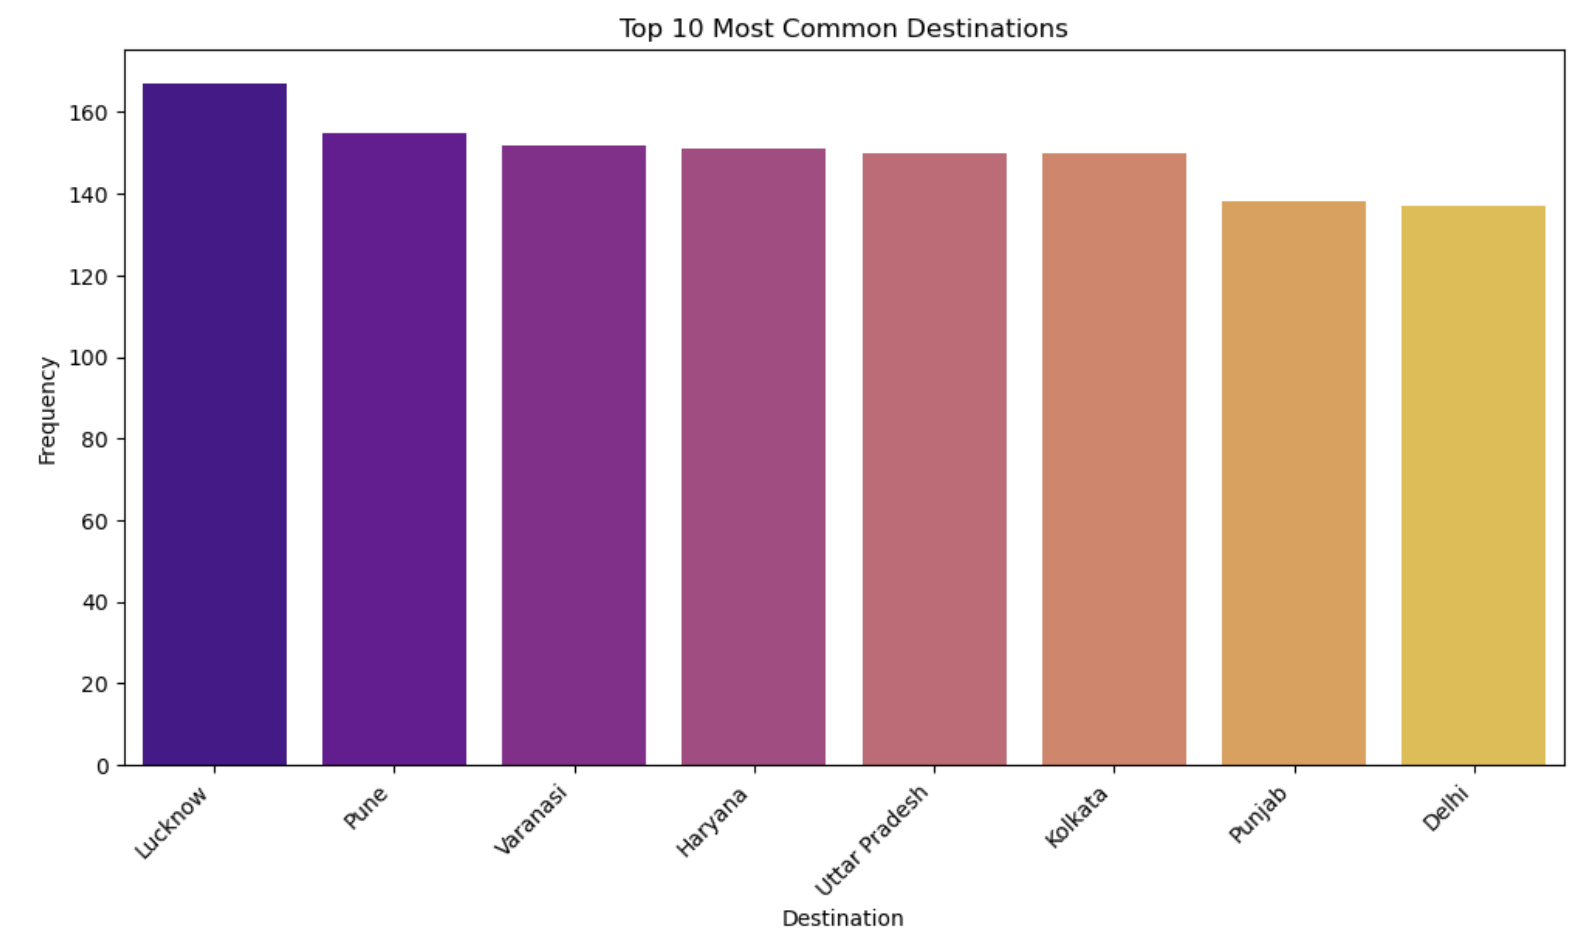 Top 10 Most Common Destinations
160
140
120
100
80
60
40
20
0
Frequency
Lucknow
Pune
Varanasi
Haryana
Uttar Pradesh
Kolkata
Punjab
Delhi
Destination